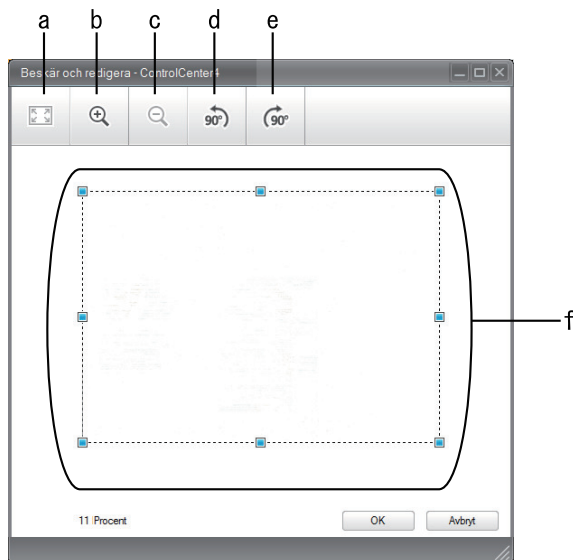 a b c d e
Beskär och redigera - ControlCenter4
90° 90°
f
11 Procent
OK Avbryt